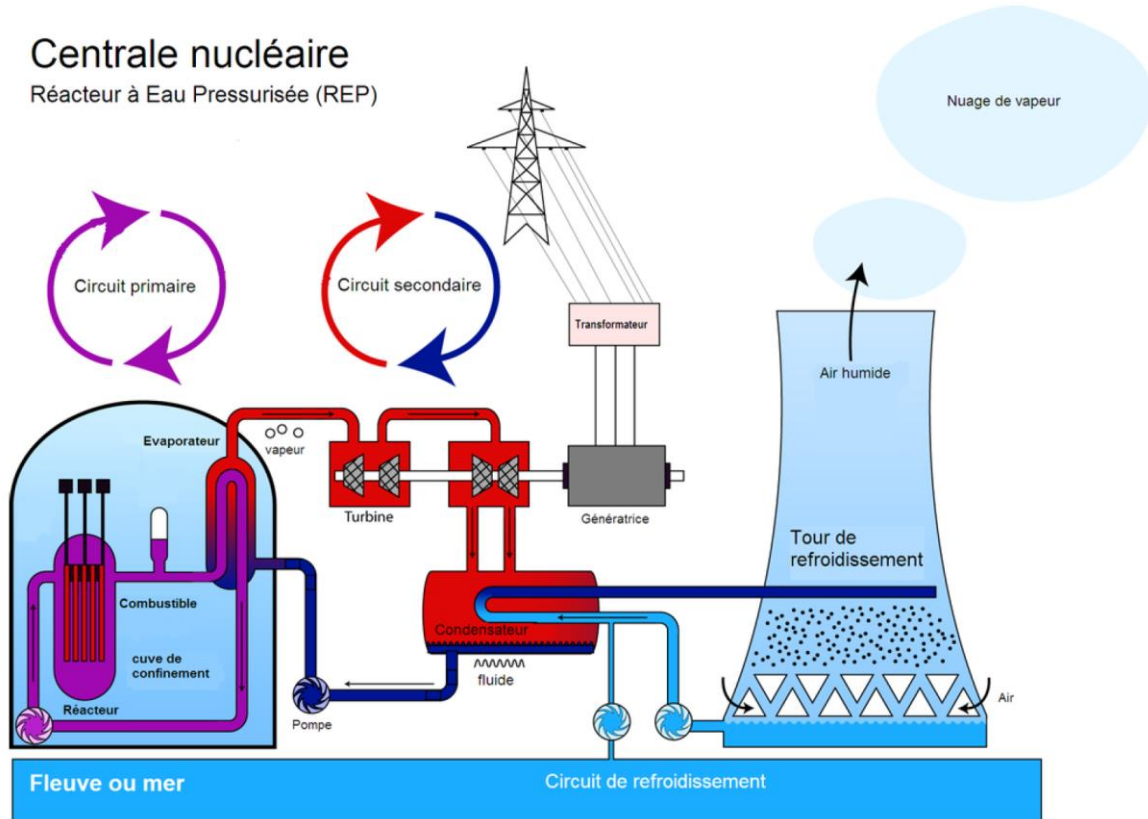 Centrale nucléaire
Réacteur à Eau Pressurisée (REP)
Nuage de vapeur
Circuit primaire
Circuit secondaire
Transformateur
Air humide
Evaporateur
vapeur
Turbine
Génératrice
Tour de
refroidissement
Combustible
Condensateur
cuve de
confinement
fluide
Réacteur
Pompe
Air
Fleuve ou mer
Circuit de refroidissement